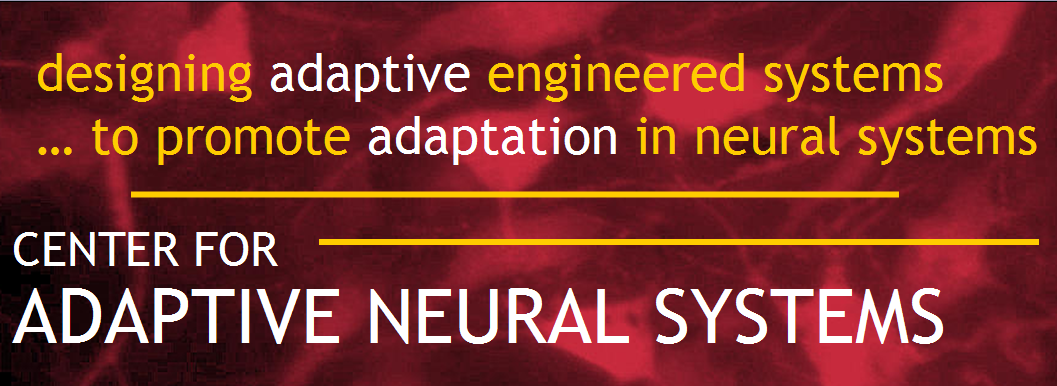 designing adaptive engineered systems
... to promote adaptation in neural systems
CENTER FOR
ADAPTIVE NEURAL SYSTEMS